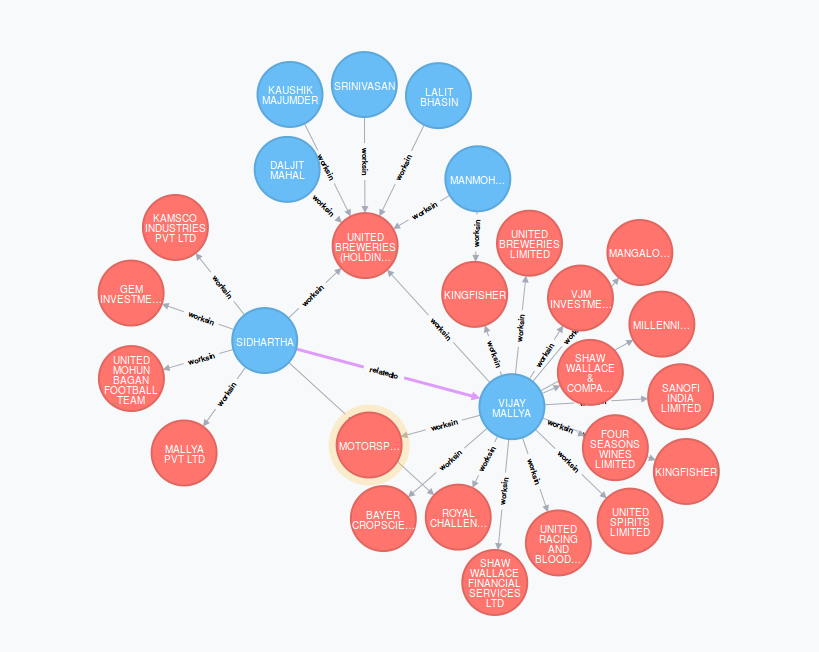 KAUSHIK
MAJUMDER
SRINIVASAN
LALIT
BHASIN
DALJIT
MAHAL
MANMOH...
worksin
worksin
worksin
worksin
worksin
worksin
KAMSCO
INDUSTRIES
PVT LTD
UNITED
BREWERIES
(HOLDIN...
UNITED
BREWERIES
LIMITED
MANGALO...
GEM
INVESTME...
KINGFISHER
VJM
INVESTME...
MILLENNI...
worksin
worksin
worksin
worksin
worksin
worksin
worksin
work
SIDHARTHA
UNITED
MOHUN
BAGAN
FOOTBALL
TEAM
worksin
worksin
relatedto
SHAW
WALLACE
&
COMPA...
SANOFI
INDIA
LIMITED
VIJAY
MALLYA
MALLYA
PVT LTD
MOTORSP...
worksin
worksin
FOUR
SEASONS
WINES
LIMITED
KINGFISHER
worksin
worksin
worksin
worksin
worksin
BAYER
CROPSCIE...
ROYAL
CHALLEN...
UNITED
SPIRITS
LIMITED
UNITED
RACING
AND
BLOOD...
SHAW
WALLACE
FINANCIAL
SERVICES
LTD